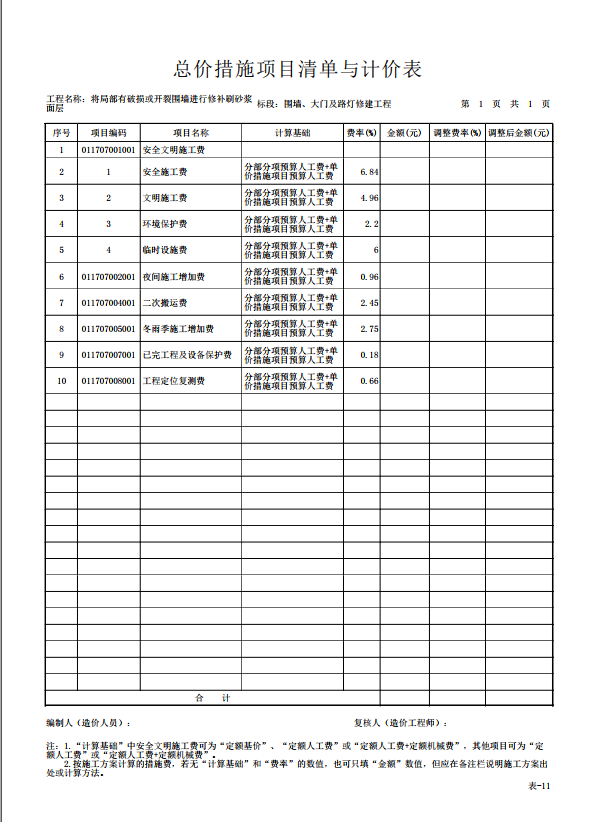 总价措施项目清单与计价表
工程名称：将局部有破损或开裂围墙进行修补刷砂浆面层 标段：围墙、大门及路灯修建工程 第 1 页 共 1 页
序号 项目编码 项目名称 计算基础 费率(%) 金额(元) 调整费率(%) 调整后金额(元)
1 011707001001 安全文明施工费
2 1 安全施工费 分部分项预算人工费+单价措施项目预算人工费 6.84
3 2 文明施工费 分部分项预算人工费+单价措施项目预算人工费 4.96
4 3 环境保护费 分部分项预算人工费+单价措施项目预算人工费 2.2
5 4 临时设施费 分部分项预算人工费+单价措施项目预算人工费 6
6 011707002001 夜间施工增加费 分部分项预算人工费+单价措施项目预算人工费 0.96
7 011707004001 二次搬运费 分部分项预算人工费+单价措施项目预算人工费 2.45
8 011707005001 冬雨季施工增加费 分部分项预算人工费+单价措施项目预算人工费 2.75
9 011707007001 已完工程及设备保护费 分部分项预算人工费+单价措施项目预算人工费 0.18
10 011707008001 工程定位复测费 分部分项预算人工费+单价措施项目预算人工费 0.66
合 计
编制人（造价人员）： 复核人（造价工程师）：
注：1.“计算基础”中安全文明施工费可为“定额基价”、“定额人工费”或“定额人工费+定额机械费”，其他项目可为“定
额人工费”或“定额人工费+定额机械费”。
2.按施工方案计算的措施费，若无“计算基础”和“费率”的数值，也可只填“金额”数值，但应在备注栏说明施工方案出
处或计算方法。
表-11